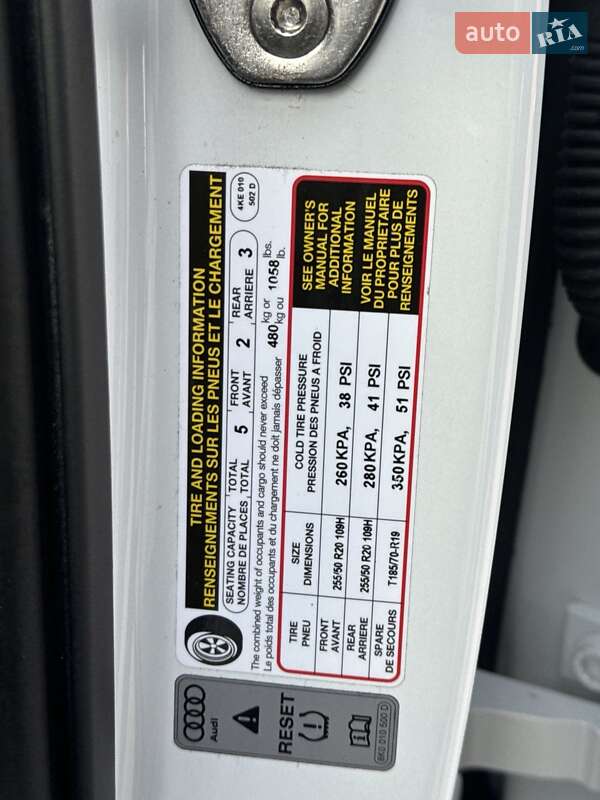 auto RIA
.com
TIRE AND LOADING INFORMATION
RENSEIGNEMENTS SUR LES PNEUS ET LE CHARGEMENT
4KE 010
502 D
SEATING CAPACITY TOTAL 5 FRONT 2 REAR 3
NOMBRE DE PLACES TOTAL AVANT ARRIERE
The combined weight of occupants and cargo should never exceed 480 kg or 1058 lbs.
Le poids total des occupants et du chargement ne doit jamais dépasser kg ou lb.
TIRE SIZE COLD TIRE PRESSURE
PNEU DIMENSIONS PRESSION DES PNEUS A FROID
FRONT 255/50 R20 109H 260KPA, 38 PSI
AVANT
REAR 255/50 R20 109H 280KPA, 41 PSI
ARRIERE
SPARE T185/70-R19 350KPA, 51 PSI
DE SECOURS
SEE OWNER'S
MANUAL FOR
ADDITIONAL
INFORMATION
VOIR LE MANUEL
DU PROPRIETAIRE
POUR PLUS DE
RENSEIGNEMENTS
Audi
RESET
8K0 010 500 D